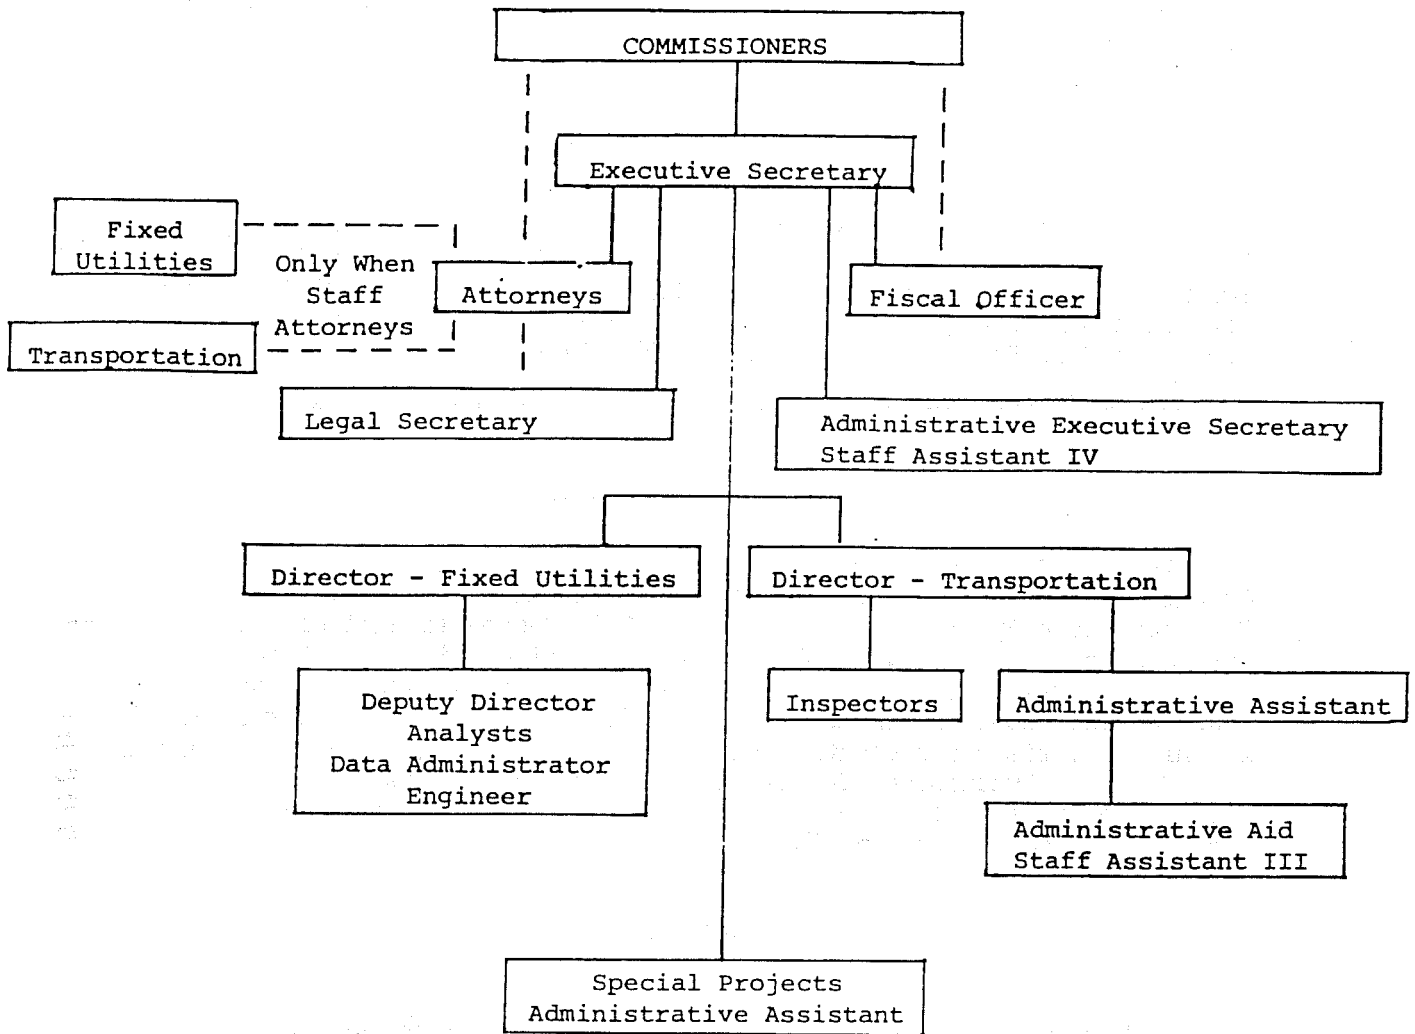 COMMISSIONERS
Executive Secretary
Fixed
Utilities
Only When
Staff
Attorneys
Attorneys
Fiscal Officer
Transportation
Legal Secretary
Administrative Executive Secretary
Staff Assistant IV
Director - Fixed Utilities
Director - Transportation
Deputy Director
Analysts
Data Administrator
Engineer
Inspectors
Administrative Assistant
Administrative Aid
Staff Assistant III
Special Projects
Administrative Assistant